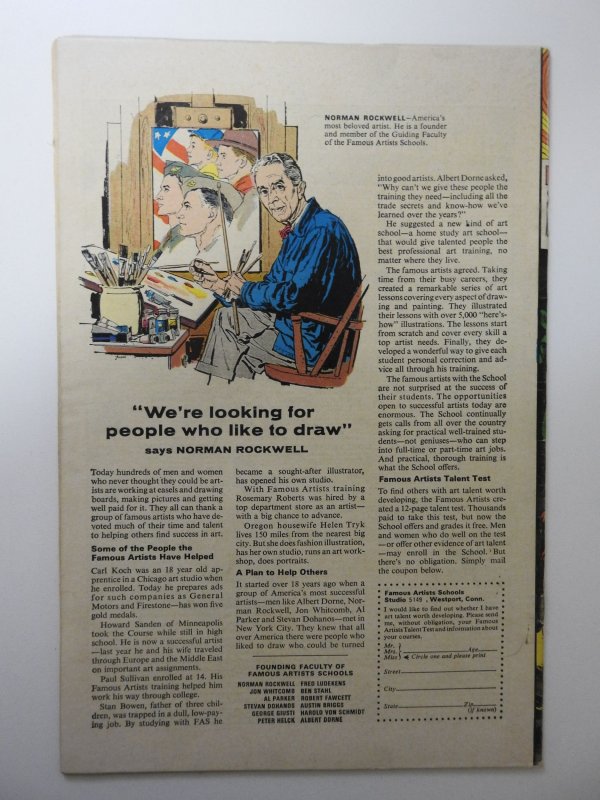 NORMAN ROCKWELL—America's
most beloved artist. He is a founder
and member of the Guiding Faculty
of the Famous Artists Schools.
"We're looking for
people who like to draw"
says NORMAN ROCKWELL
Today hundreds of men and women
who never thought they could be art-
ists are working at easels and drawing
boards, making pictures and getting
well paid for it. They all can thank a
group of famous artists who have de-
voted much of their time and talent
to helping others find success in art.
Some of the People the
Famous Artists Have Helped
Carl Koch was an 18 year old ap-
prentice in a Chicago art studio when
he enrolled. Today he prepares ads
for such companies as General
Motors and Firestone—has won five
gold medals.
Howard Sanden of Minneapolis
took the Course while still in high
school. He is now a successful artist
—last year he and his wife traveled
through Europe and the Middle East
on important art assignments.
Paul Sullivan enrolled at 14. His
Famous Artists training helped him
work his way through college.
Stan Bowen, father of three chil-
dren, was trapped in a dull, low-pay-
ing job. By studying with FAS he
became a sought-after illustrator,
has opened his own studio.
With Famous Artists training
Rosemary Roberts was hired by a
top department store as an artist—
with a big chance to advance.
Oregon housewife Helen Tryk
lives 150 miles from the nearest big
city. But she does fashion illustration,
has her own studio, runs an art work-
shop, does portraits.
A Plan to Help Others
It started over 18 years ago when a
group of America's most successful
artists—men like Albert Dorne, Nor-
man Rockwell, Jon Whitcomb, Al
Parker and Stevan Dohanos—met in
New York City. They knew that all
over America there were people who
liked to draw who could be turned
into good artists. Albert Dorne asked,
"Why can't we give these people the
training they need—including all the
trade secrets and know-how we've
learned over the years?"
He suggested a new kind of art
school—a home study art school—
that would give talented people the
best professional art training, no
matter where they live.
The famous artists agreed. Taking
time from their busy careers, they
created a remarkable series of art
lessons covering every aspect of draw-
ing and painting. They illustrated
their lessons with over 5,000 "here's-
how" illustrations. The lessons start
from scratch and cover every skill a
top artist needs. Finally, they de-
veloped a wonderful way to give each
student personal correction and ad-
vice all through his training.
The famous artists with the School
are not surprised at the success of
their students. The opportunities
open to successful artists today are
enormous. The School continually
gets calls from all over the country
asking for practical well-trained stu-
dents—not geniuses—who can step
into full-time or part-time art jobs.
And practical, thorough training is
what the School offers.
Famous Artists Talent Test
To find others with art talent worth
developing, the Famous Artists cre-
ated a 12-page talent test. Thousands
paid to take this test, but now the
School offers and grades it free. Men
and women who do well on the test
—or offer other evidence of art talent
—may enroll in the School. But
there's no obligation. Simply mail
the coupon below.
FOUNDING FACULTY OF
FAMOUS ARTISTS SCHOOLS
NORMAN ROCKWELL FRED LUDEKENS
JON WHITCOMB BEN STAHL
AL PARKER ROBERT FAWCETT
STEVAN DOHANOS AUSTIN BRIGGS
GEORGE GIUSTI HAROLD VON SCHMIDT
PETER HELCK ALBERT DORNE
Famous Artists Schools
Studio 5149, Westport, Conn.
I would like to find out whether I have
art talent worth developing. Please send
me, without obligation, your Famous
Artists Talent Test and information about
your courses.
Mr.
Mrs. Age
Miss Circle one and please print
Street
City
State Zip
(if known)